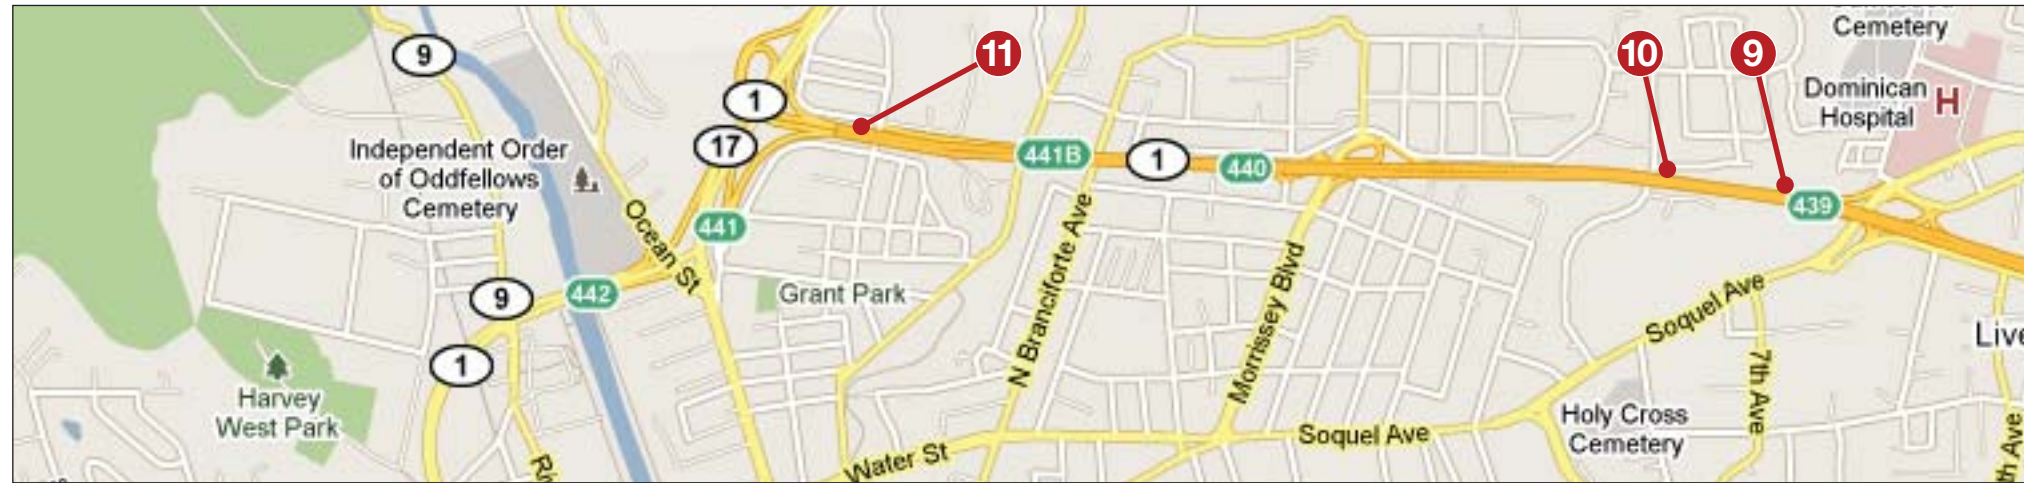 Cemetery
9
11
10
9
1
Dominican
Hospital
H
17
Independent Order
of Oddfellows
Cemetery
441B
1
440
439
Ocean St
441
N Branciforte Ave
Morrissey Blvd
442
9
Grant Park
Soquel Ave
Live
1
7th Ave
Harvey
West Park
Holy Cross
Cemetery
Soquel Ave
Water St
th Ave